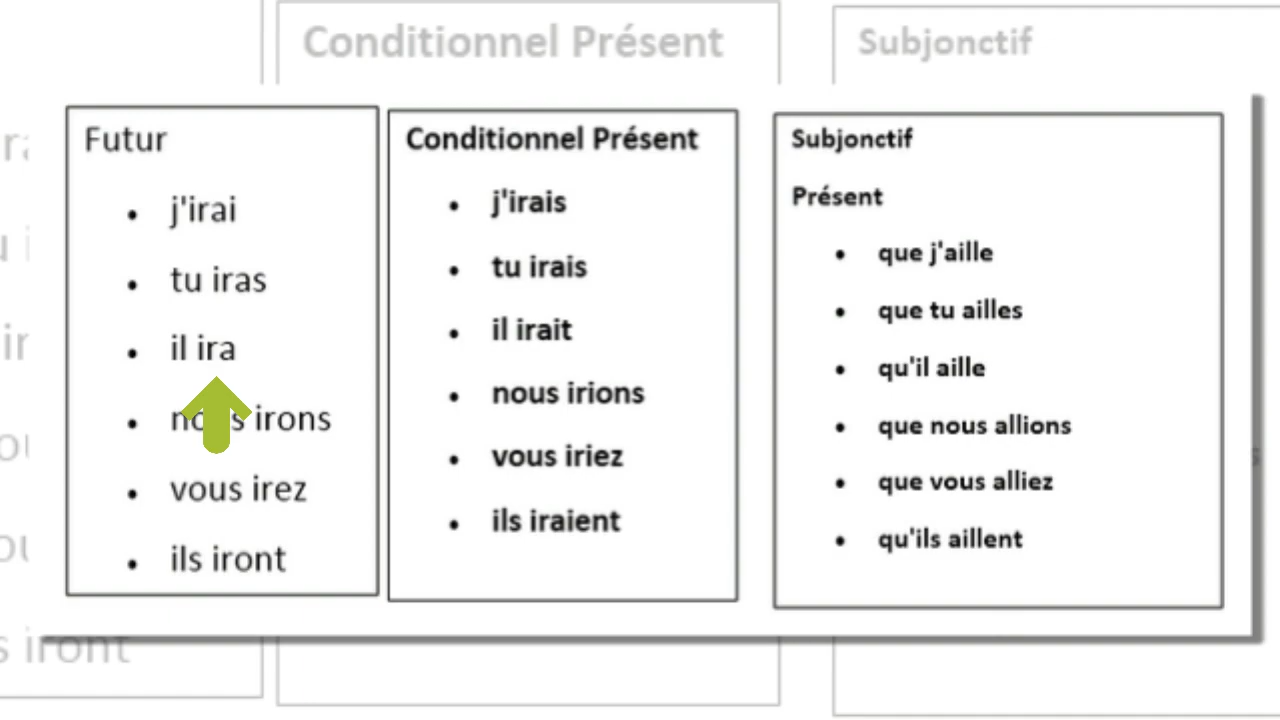 Conditionnel Présent
Subjonctif
Futur
j'irai
tu iras
il ira
nous irons
vous irez
ils iront
Conditionnel Présent
j'irais
tu irais
il irait
nous irions
vous iriez
ils iraient
Subjonctif
Présent
que j'aille
que tu ailles
qu'il aille
que nous allions
que vous alliez
qu'ils aillent
s iront